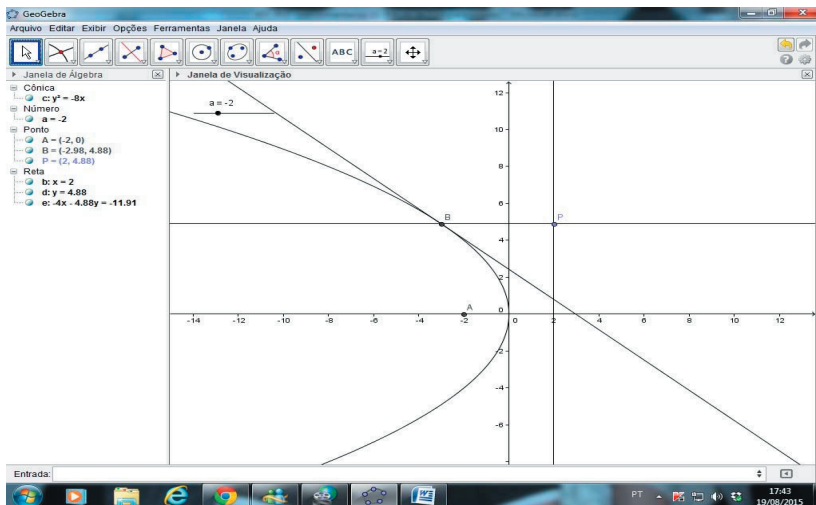 GeoGebra
Arquivo Editar Exibir Opções Ferramentas Janela Ajuda
ABC
a=2
Janela de Álgebra
Janela de Visualização
Cônica
c: y² = -8x
Número
a = -2
Ponto
A = (-2, 0)
B = (-2.98, 4.88)
P = (2, 4.88)
Reta
b: x = 2
d: y = 4.88
e: -4x - 4.88y = -11.91
a = -2
12
10
8
6
4
2
0
-2
-4
-6
-14 -12 -10 -8 -6 -4 -2 0 2 4 6 8 10 12
B
P
A
Entrada:
PT
17:43
19/08/2015